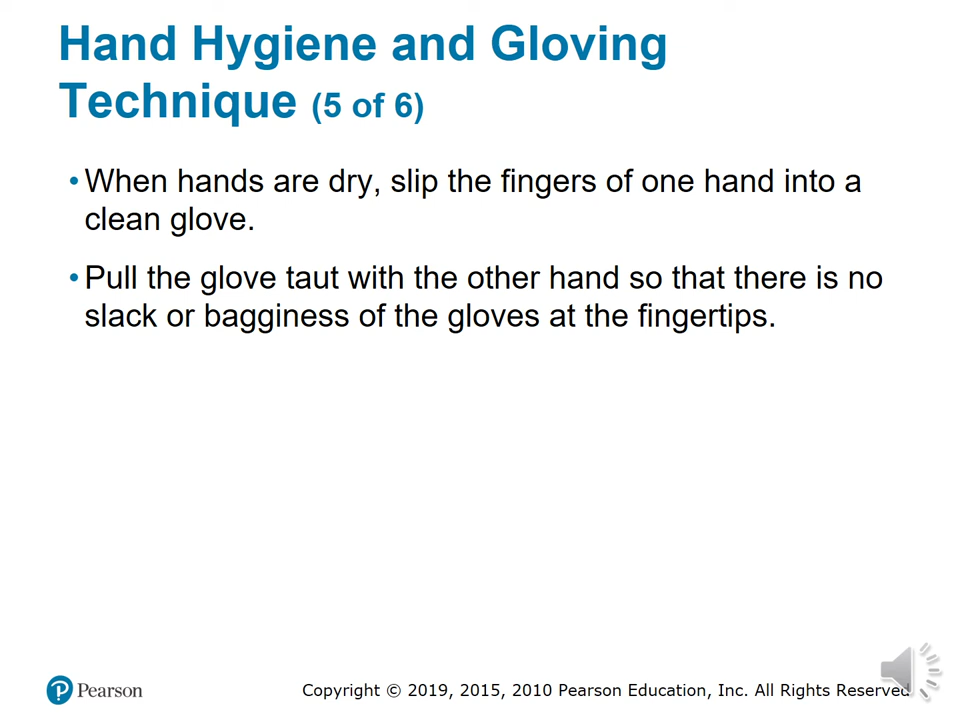 Hand Hygiene and Gloving
Technique (5 of 6)
• When hands are dry, slip the fingers of one hand into a
clean glove.
• Pull the glove taut with the other hand so that there is no
slack or bagginess of the gloves at the fingertips.
Pearson
Copyright © 2019, 2015, 2010 Pearson Education, Inc. All Rights Reserved